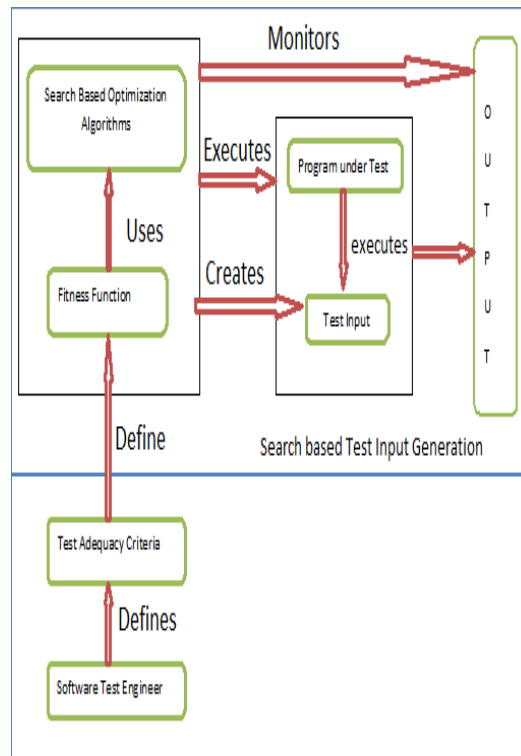 Monitors
Search Based Optimization
Algorithms
Executes
Program under Test
Uses
executes
Creates
Fitness Function
Test Input
OUTPUT
Define
Search based Test Input Generation
Test Adequacy Criteria
Defines
Software Test Engineer